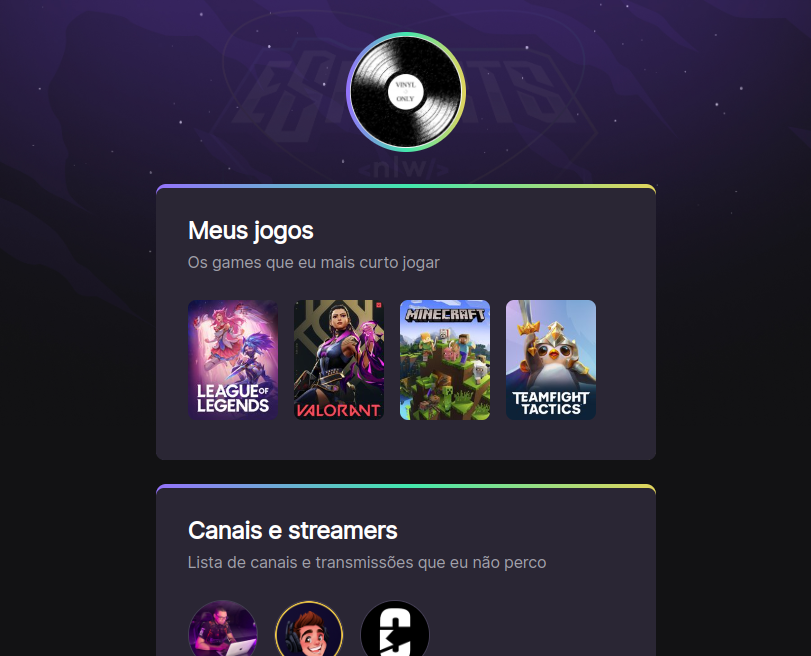 eSPORTS
VINYL
ONLY
<nlw/>
Meus jogos
Os games que eu mais curto jogar
LEAGUE OF
LEGENDS
VALORANT
MINECRAFT
TEAMFIGHT
TACTICS
Canais e streamers
Lista de canais e transmissões que eu não perco